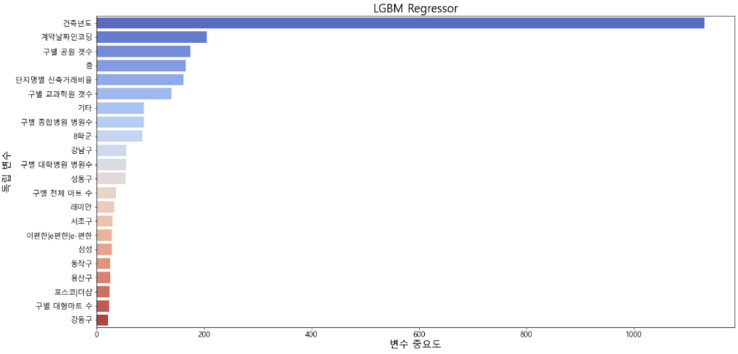 LGBM Regressor
독립 변수
건축년도
계약날짜인코딩
구별 공원 갯수
층
단지명별 신축거래비율
구별 교과학원 갯수
기타
구별 종합병원 병원수
8학군
강남구
구별 대학병원 병원수
성동구
구별 전체 마트 수
래미안
서초구
이편한|e편한|e-편한
삼성
동작구
용산구
포스코|더샵
구별 대형마트 수
강동구
0 200 400 600 800 1000
변수 중요도